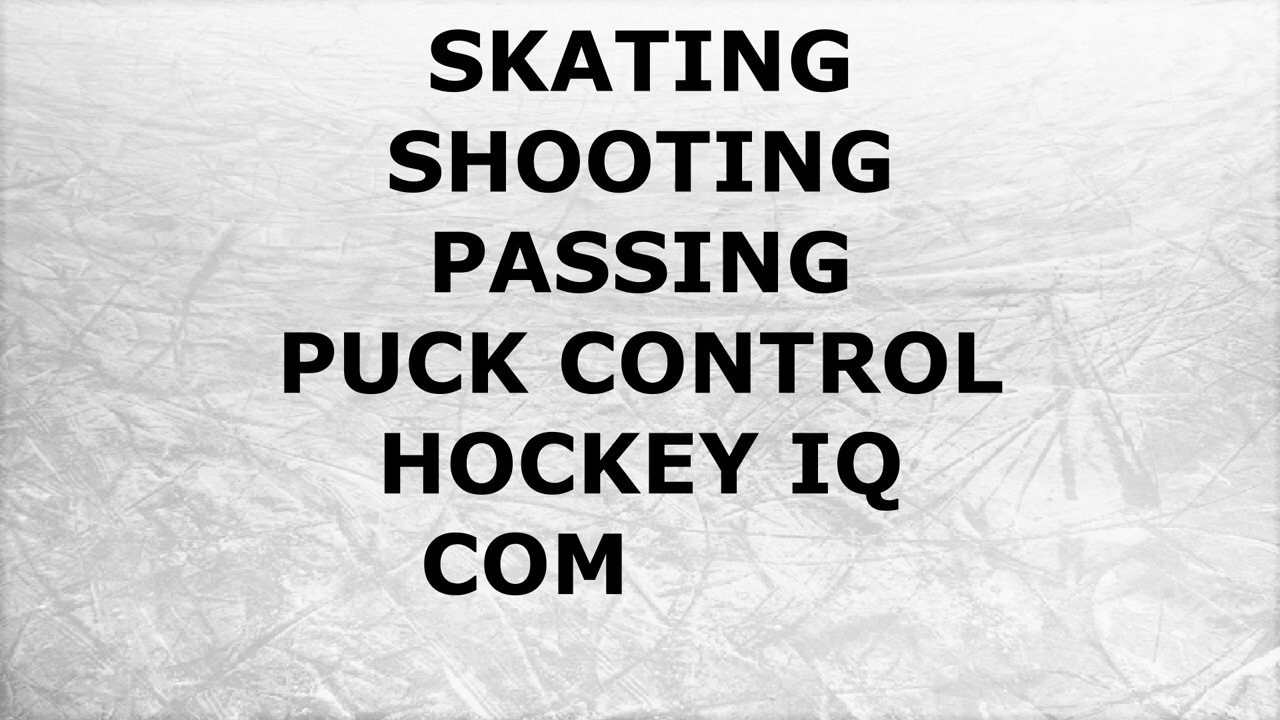 SKATING
SHOOTING
PASSING
PUCK CONTROL
HOCKEY IQ
COM